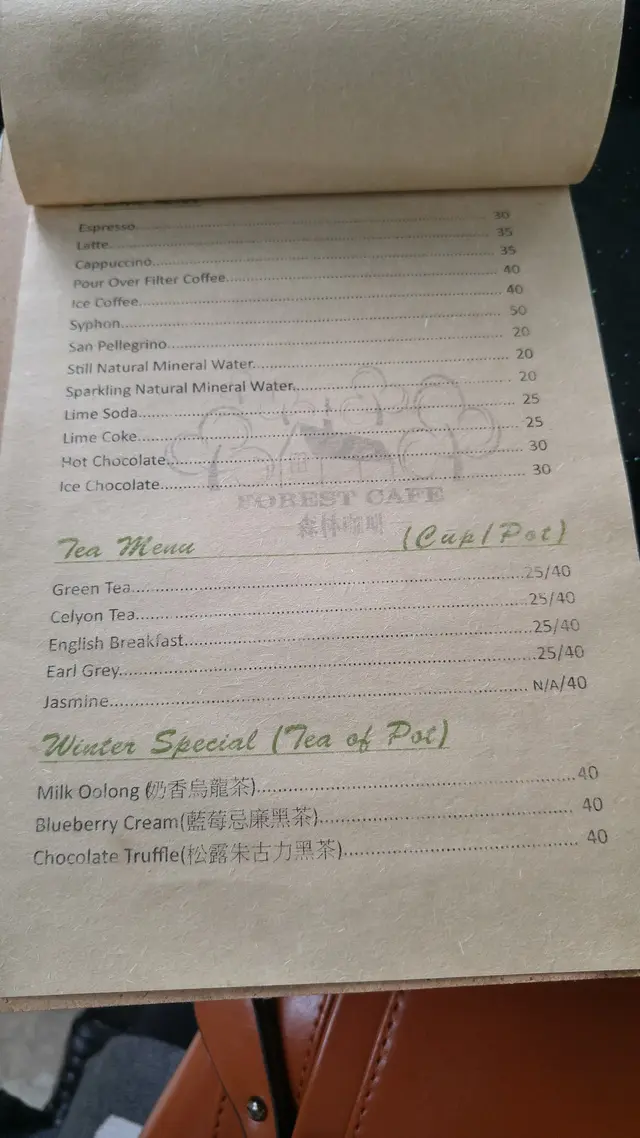 Espresso 30
Latte 35
Cappuccino 35
Pour Over Filter Coffee 40
Ice Coffee 40
Syphon 50
San Pellegrino 20
Still Natural Mineral Water 20
Sparkling Natural Mineral Water 20
Lime Soda 25
Lime Coke 25
Hot Chocolate 30
Ice Chocolate 30
FOREST CAFE
森林咖啡
Tea Menu (Cup/Pot)
Green Tea 25/40
Celyon Tea 25/40
English Breakfast 25/40
Earl Grey 25/40
Jasmine N/A/40
Winter Special (Tea of Pot)
Milk Oolong (奶香烏龍茶) 40
Blueberry Cream(藍莓忌廉黑茶) 40
Chocolate Truffle(松露朱古力黑茶) 40